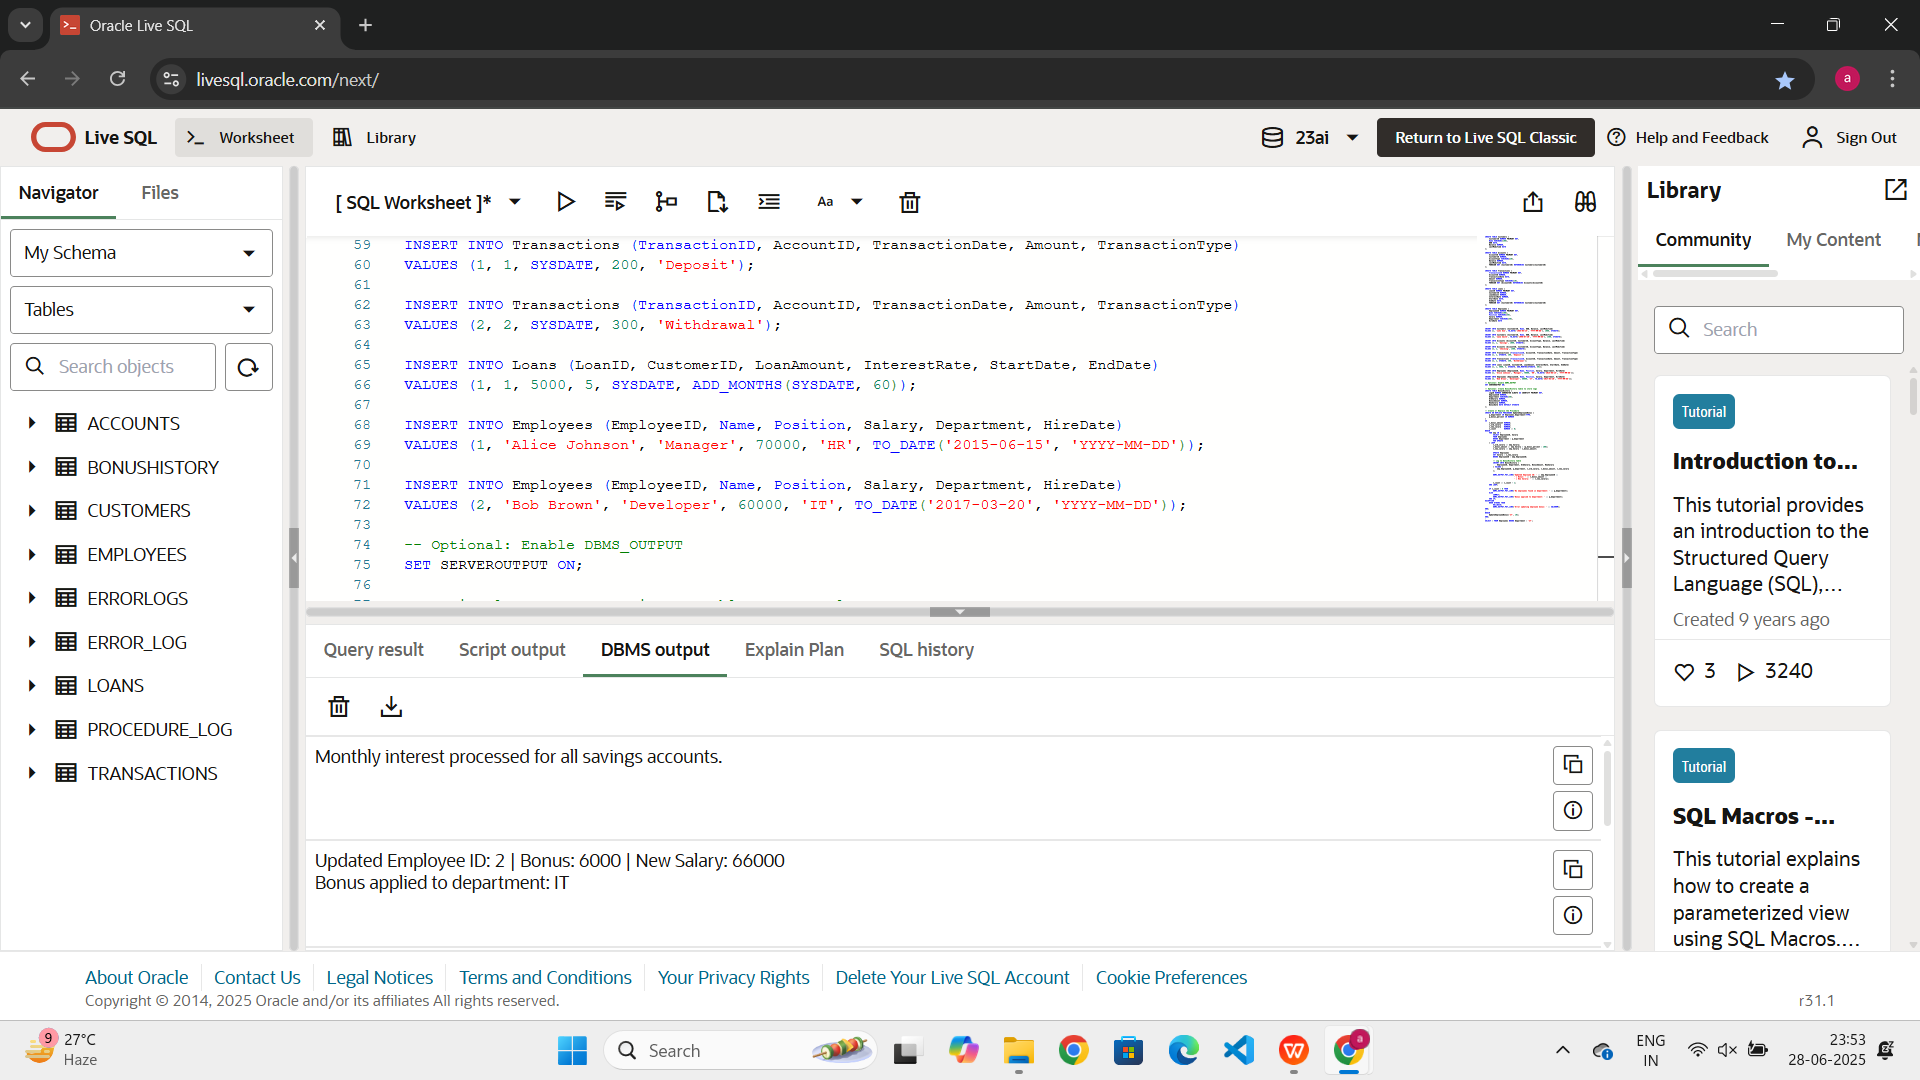 Oracle Live SQL
livesql.oracle.com/next/
a
Live SQL
Worksheet
Library
23ai
Return to Live SQL Classic
Help and Feedback
Sign Out
Navigator
Files
My Schema
Tables
Search objects
ACCOUNTS
BONUSHISTORY
CUSTOMERS
EMPLOYEES
ERRORLOGS
ERROR_LOG
LOANS
PROCEDURE_LOG
TRANSACTIONS
[ SQL Worksheet ]*
Aa
59 INSERT INTO Transactions (TransactionID, AccountID, TransactionDate, Amount, TransactionType)
60 VALUES (1, 1, SYSDATE, 200, 'Deposit');
61
62 INSERT INTO Transactions (TransactionID, AccountID, TransactionDate, Amount, TransactionType)
63 VALUES (2, 2, SYSDATE, 300, 'Withdrawal');
64
65 INSERT INTO Loans (LoanID, CustomerID, LoanAmount, InterestRate, StartDate, EndDate)
66 VALUES (1, 1, 5000, 5, SYSDATE, ADD_MONTHS(SYSDATE, 60));
67
68 INSERT INTO Employees (EmployeeID, Name, Position, Salary, Department, HireDate)
69 VALUES (1, 'Alice Johnson', 'Manager', 70000, 'HR', TO_DATE('2015-06-15', 'YYYY-MM-DD'));
70
71 INSERT INTO Employees (EmployeeID, Name, Position, Salary, Department, HireDate)
72 VALUES (2, 'Bob Brown', 'Developer', 60000, 'IT', TO_DATE('2017-03-20', 'YYYY-MM-DD'));
73
74 -- Optional: Enable DBMS_OUTPUT
75 SET SERVEROUTPUT ON;
76
Query result
Script output
DBMS output
Explain Plan
SQL history
Monthly interest processed for all savings accounts.
Updated Employee ID: 2 | Bonus: 6000 | New Salary: 66000
Bonus applied to department: IT
Library
Community
My Content
Search
Tutorial
Introduction to...
This tutorial provides
an introduction to the
Structured Query
Language (SQL),...
Created 9 years ago
3
3240
Tutorial
SQL Macros -...
This tutorial explains
how to create a
parameterized view
using SQL Macros....
About Oracle
Contact Us
Legal Notices
Terms and Conditions
Your Privacy Rights
Delete Your Live SQL Account
Cookie Preferences
Copyright © 2014, 2025 Oracle and/or its affiliates All rights reserved.
r31.1
9
27°C
Haze
Search
a
ENG
IN
23:53
28-06-2025